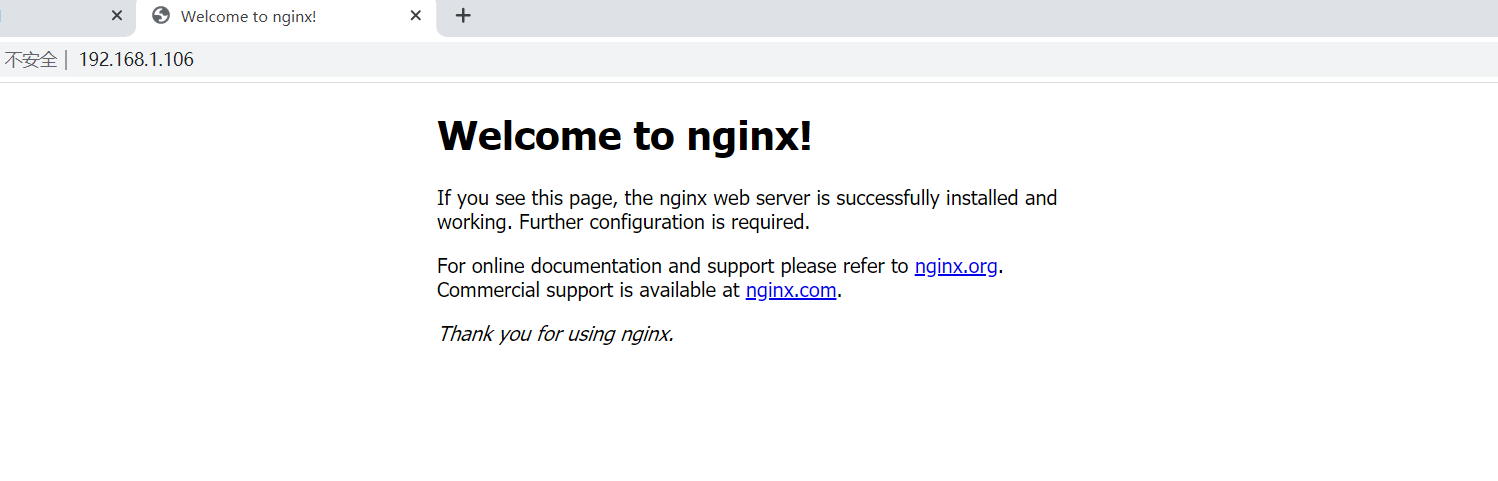 Welcome to nginx!
不安全 | 192.168.1.106
Welcome to nginx!
If you see this page, the nginx web server is successfully installed and
working. Further configuration is required.
For online documentation and support please refer to nginx.org.
Commercial support is available at nginx.com.
Thank you for using nginx.